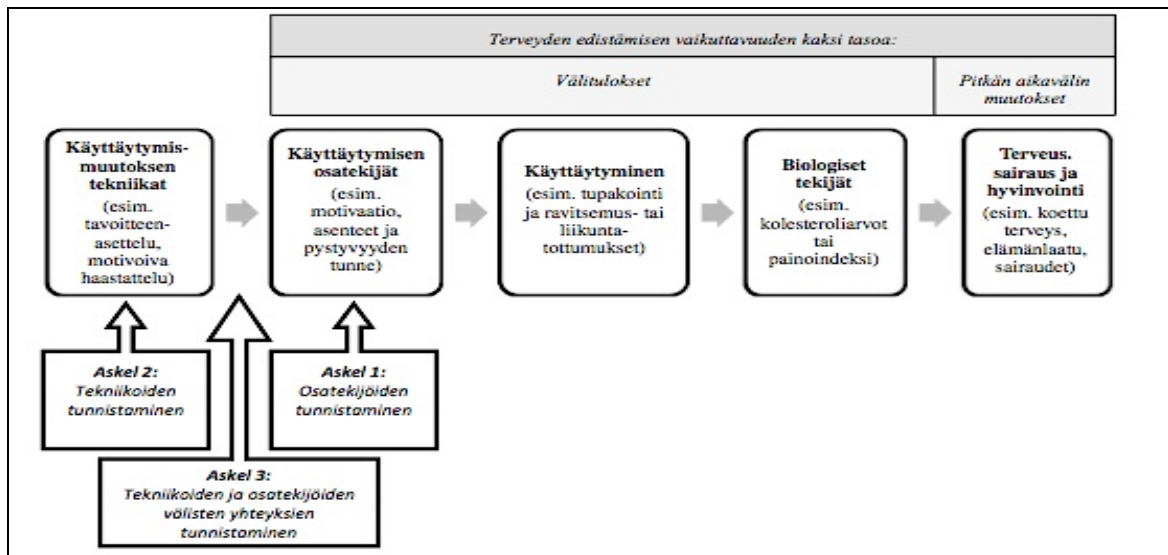 Terveyden edistämisen vaikuttavuuden kaksi tasoa:
Välitulokset
Pitkän aikavälin
muutokset
Käyttäytymis-
muutoksen
tekniikat
(esim.
tavoitteen-
asettelu,
motivoiva
haastattelu)
Käyttäytymisen
osatekijät
(esim.
motivaatio,
asenteet ja
pystyvyyden
tunne)
Käyttäytyminen
(esim. tupakointi
ja ravitsemus- tai
liikunta-
tottumukset)
Biologiset
tekijät
(esim.
kolesteroliarvot
tai
painoindeksi)
Terveus.
sairaus ja
hyvinvointi
(esim. koettu
terveys,
elämänlaatu,
sairaudet)
Askel 2:
Tekniikoiden
tunnistaminen
Askel 1:
Osatekijöiden
tunnistaminen
Askel 3:
Tekniikoiden ja osatekijöiden
välisten yhteyksien
tunnistaminen